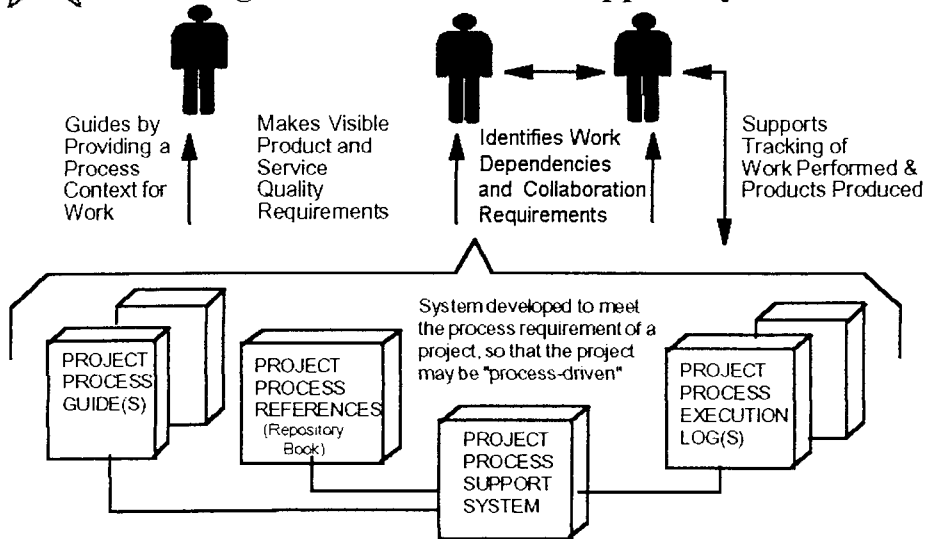 Guides by
Providing a
Process
Context for
Work
Makes Visible
Product and
Service
Quality
Requirements
Identifies Work
Dependencies
and Collaboration
Requirements
Supports
Tracking of
Work Performed &
Products Produced
System developed to meet
the process requirement of a
project, so that the project
may be "process-driven"
PROJECT
PROCESS
GUIDE(S)
PROJECT
PROCESS
REFERENCES
(Repository
Book)
PROJECT
PROCESS
SUPPORT
SYSTEM
PROJECT
PROCESS
EXECUTION
LOG(S)